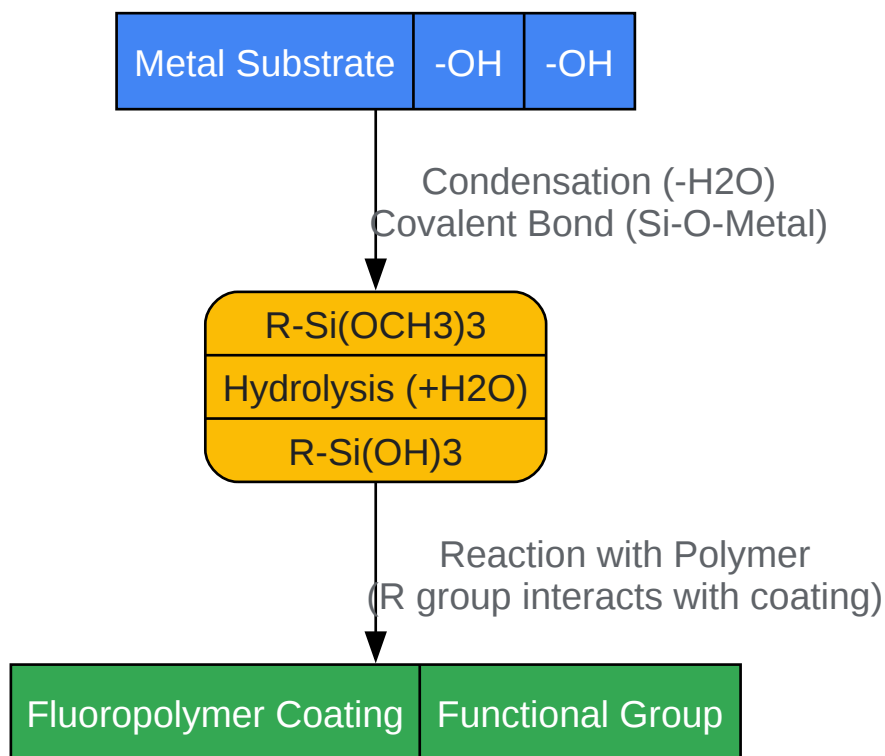 Metal Substrate -OH -OH
Condensation (-H2O)
Covalent Bond (Si-O-Metal)
R-Si(OCH3)3
Hydrolysis (+H2O)
R-Si(OH)3
Reaction with Polymer
(R group interacts with coating)
Fluoropolymer Coating Functional Group